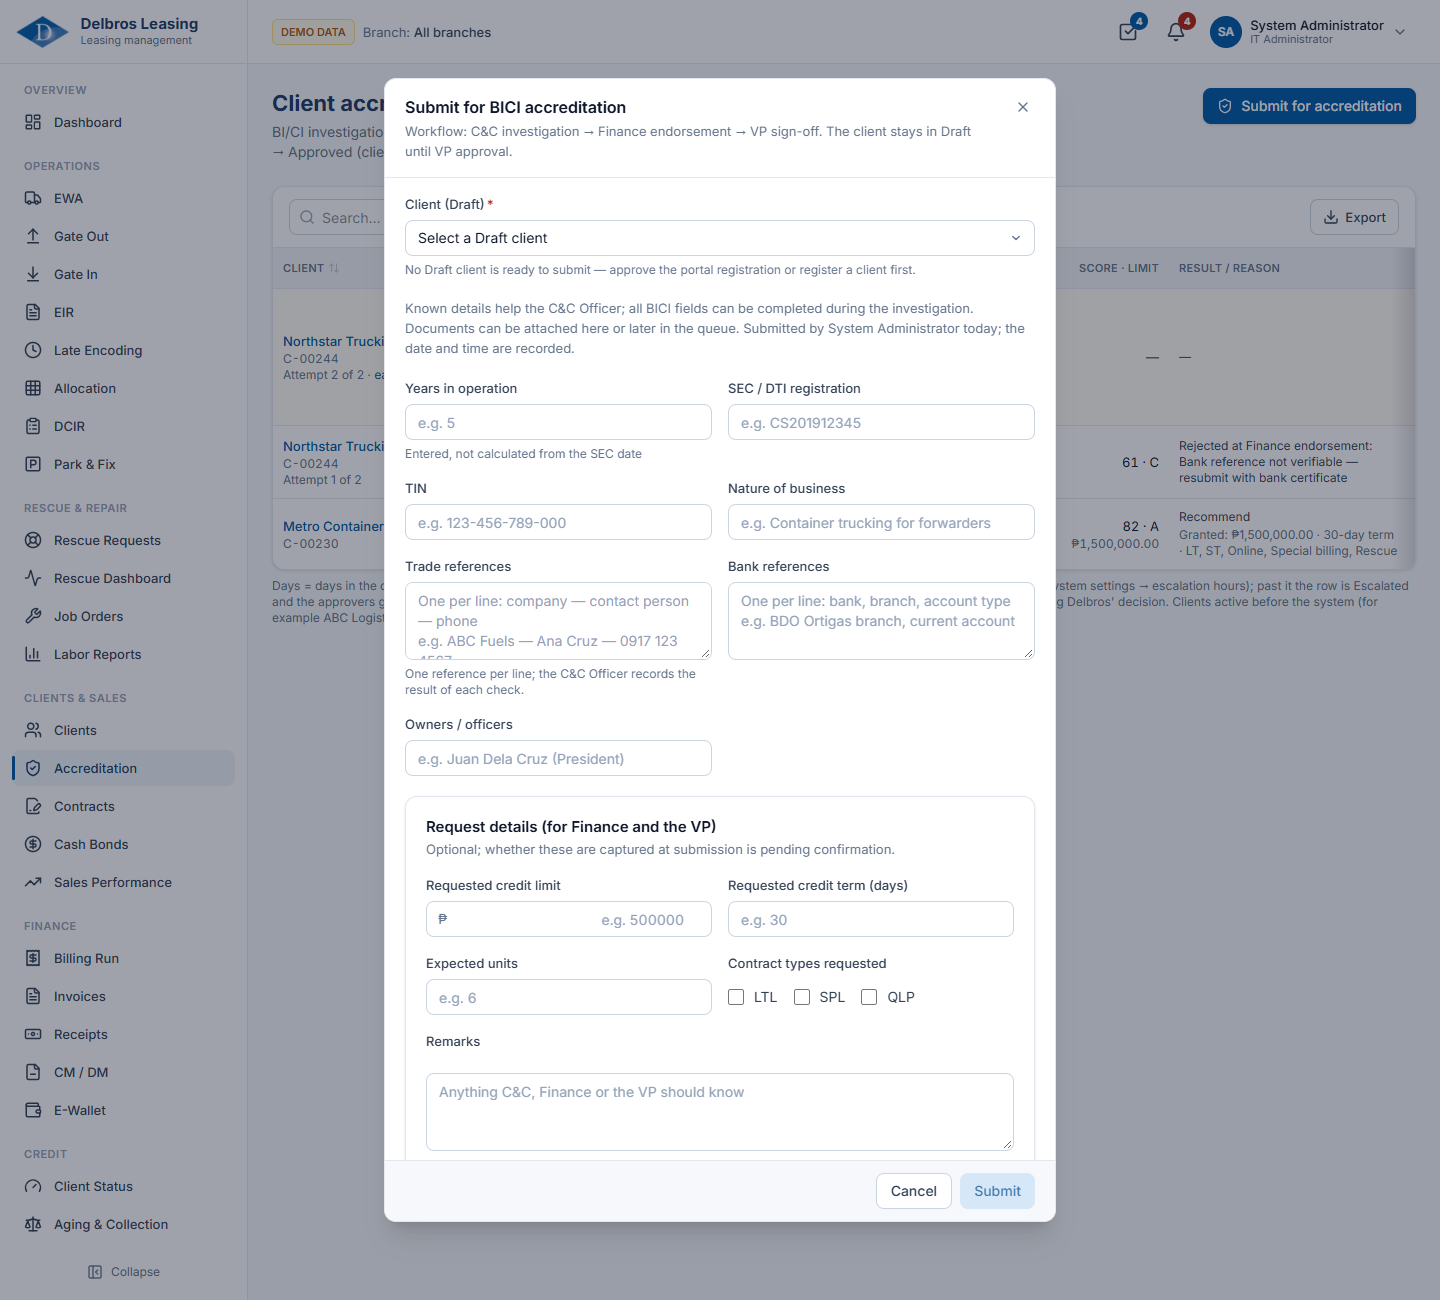 Delbros Leasing
Leasing management
DEMO DATA
Branch: All branches
4
4
SA
System Administrator
IT Administrator
OVERVIEW
Dashboard
OPERATIONS
EWA
Gate Out
Gate In
EIR
Late Encoding
Allocation
DCIR
Park & Fix
RESCUE & REPAIR
Rescue Requests
Rescue Dashboard
Job Orders
Labor Reports
CLIENTS & SALES
Clients
Accreditation
Contracts
Cash Bonds
Sales Performance
FINANCE
Billing Run
Invoices
Receipts
CM / DM
E-Wallet
CREDIT
Client Status
Aging & Collection
Collapse
Client
BI/CI
→ Approved
Submit for accreditation
Search...
Export
CLIENT
SCORE · LIMIT
RESULT / REASON
Northstar
C-00244
Attempt 2 of 2 ·
—
—
Northstar
C-00244
Attempt 1 of 2
61 · C
Rejected at Finance endorsement:
Bank reference not verifiable —
resubmit with bank certificate
Metro Container
C-00230
82 · A
₱1,500,000.00
Recommend
Granted: ₱1,500,000.00 · 30-day term
· LT, ST, Online, Special billing, Rescue
Days = days in the
settings → escalation hours); past it the row is Escalated
and the approvers
Delbros' decision. Clients active before the system (for
example ABC
Submit for BICI accreditation
Workflow: C&C investigation → Finance endorsement → VP sign-off. The client stays in Draft
until VP approval.
Client (Draft) *
Select a Draft client
No Draft client is ready to submit — approve the portal registration or register a client first.
Known details help the C&C Officer; all BICI fields can be completed during the investigation.
Documents can be attached here or later in the queue. Submitted by System Administrator today; the
date and time are recorded.
Years in operation
SEC / DTI registration
e.g. 5
e.g. CS201912345
Entered, not calculated from the SEC date
TIN
Nature of business
e.g. 123-456-789-000
e.g. Container trucking for forwarders
Trade references
Bank references
One per line: company — contact person
— phone
e.g. ABC Fuels — Ana Cruz — 0917 123
One per line: bank, branch, account type
e.g. BDO Ortigas branch, current account
One reference per line; the C&C Officer records the
result of each check.
Owners / officers
e.g. Juan Dela Cruz (President)
Request details (for Finance and the VP)
Optional; whether these are captured at submission is pending confirmation.
Requested credit limit
Requested credit term (days)
₱ e.g. 500000
e.g. 30
Expected units
Contract types requested
e.g. 6
LTL SPL QLP
Remarks
Anything C&C, Finance or the VP should know
Cancel
Submit